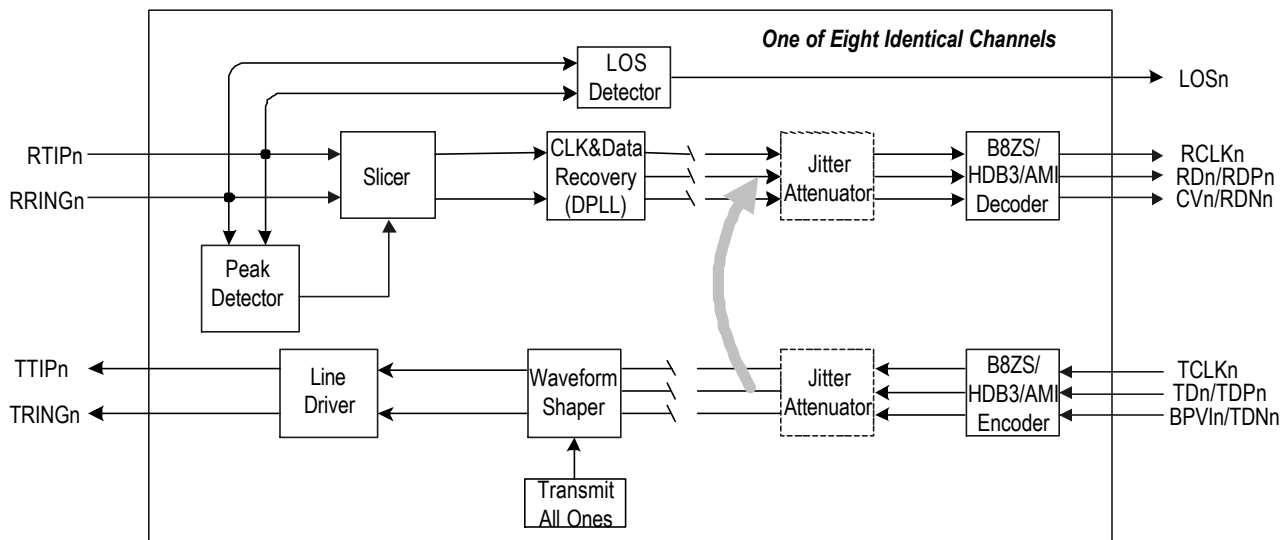 One of Eight Identical Channels
LOS
Detector
LOSn
RTIPn
RRINGn
Slicer
CLK&Data
Recovery
(DPLL)
Jitter
Attenuator
B8ZS/
HDB3/AMI
Decoder
RCLKn
RDn/RDPn
CVn/RDNn
Peak
Detector
TTIPn
TRINGn
Line
Driver
Waveform
Shaper
Jitter
Attenuator
B8ZS/
HDB3/AMI
Encoder
TCLKn
TDn/TDPn
BPVIn/TDNn
Transmit
All Ones